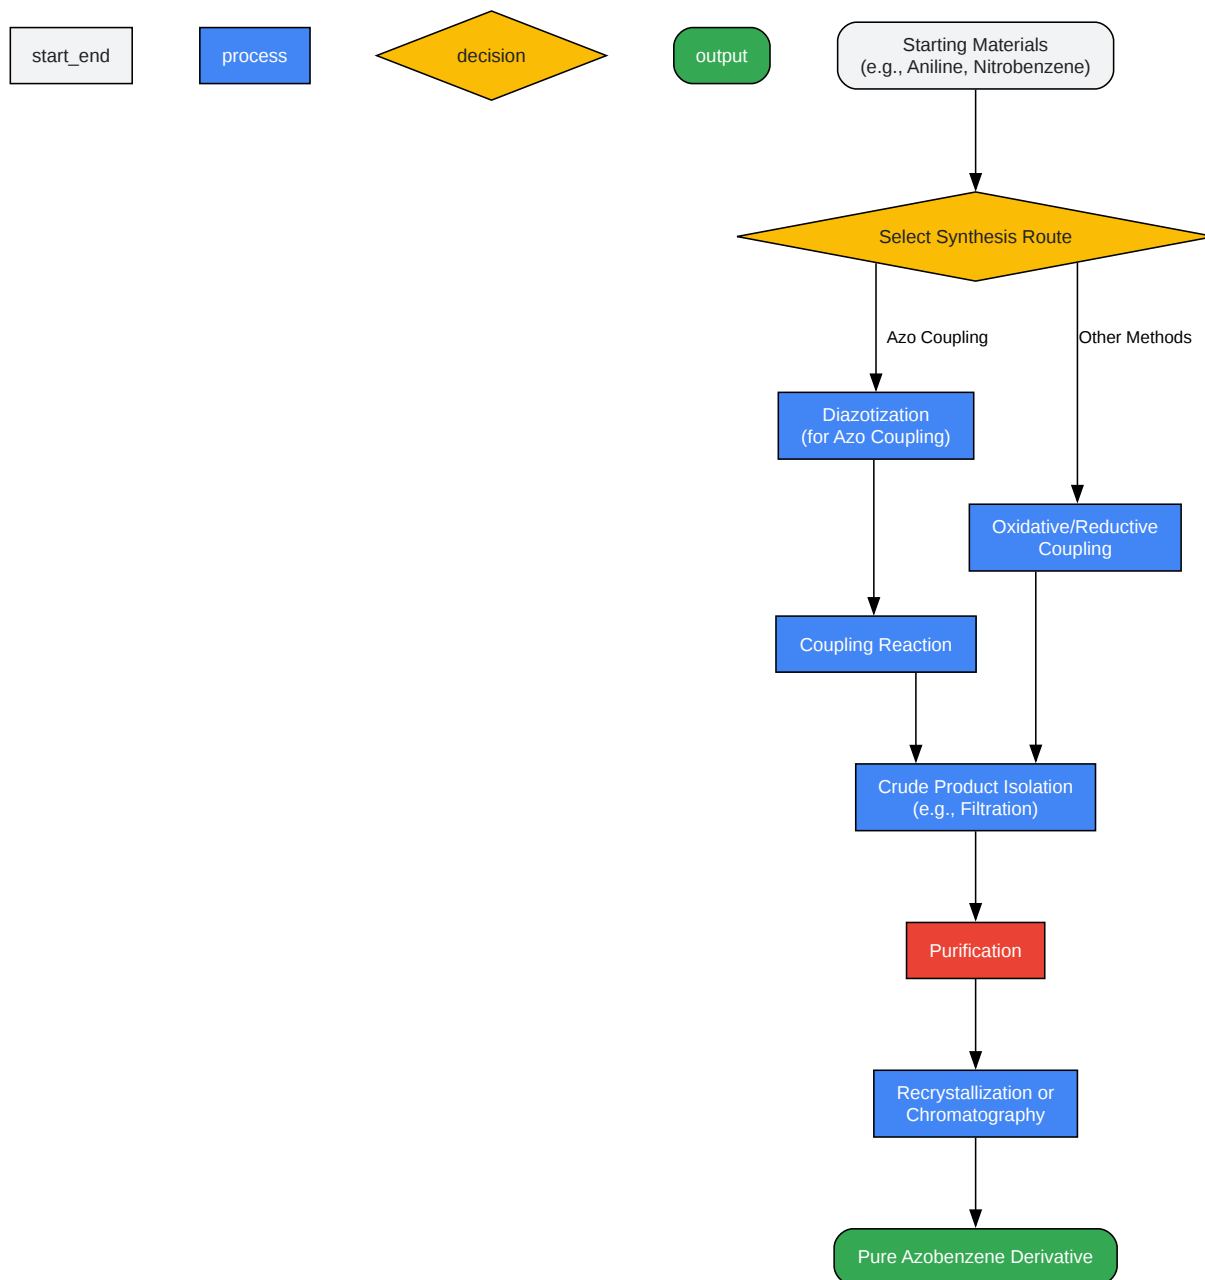 start_end
process
decision
output
Starting Materials
(e.g., Aniline, Nitrobenzene)
Select Synthesis Route
Azo Coupling
Other Methods
Diazotization
(for Azo Coupling)
Oxidative/Reductive
Coupling
Coupling Reaction
Crude Product Isolation
(e.g., Filtration)
Purification
Recrystallization or
Chromatography
Pure Azobenzene Derivative